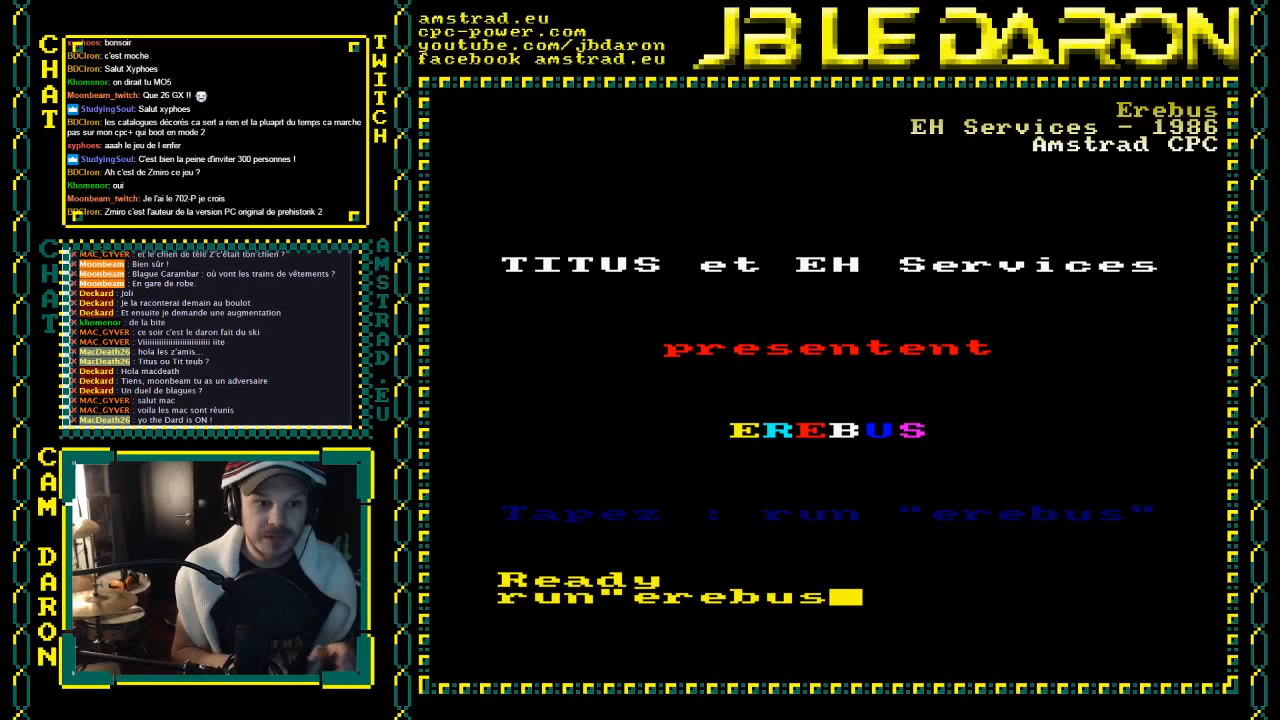 CHAT
TWITCH
xyphoes: bonsoir
BDCIron: c'est moche
BDCIron: Salut Xyphoes
Khomenor: on dirait tu MO5
Moonbeam_twitch: Que 26 GX !!
StudyingSoul: Salut xyphoes
BDCIron: les catalogues décorés ca sert a rien et la pluaprt du temps ca marche
pas sur mon cpc+ qui boot en mode 2
xyphoes: aaah le jeu de l enfer
StudyingSoul: C'est bien la peine d'inviter 300 personnes !
BDCIron: Ah c'est de Zmiro ce jeu ?
Khomenor: oui
Moonbeam_twitch: Je l'ai le 702-P je crois
BDCIron: Zmiro c'est l'auteur de la version PC original de prehistorik 2
CHAT
AMSTRAD.EU
MAC_GYVER : et le chien de télé Z c'était ton chien ?
Moonbeam : Bien sûr !
Moonbeam : Blague Carambar : où vont les trains de vêtements ?
Moonbeam : En gare de robe.
Deckard : Joli
Deckard : Je la raconterai demain au boulot
Deckard : Et ensuite je demande une augmentation
khomenor : de la bite
MAC_GYVER : ce soir c'est le daron fait du ski
MAC_GYVER : Viiiiiiiiiiiiiiiiiiiiiiiiiii iiite
MacDeath26 : hola les z'amis...
MacDeath26 : Titus ou Tit teub ?
Deckard : Hola macdeath
Deckard : Tiens, moonbeam tu as un adversaire
Deckard : Un duel de blagues ?
MAC_GYVER : salut mac
MAC_GYVER : voila les mac sont réunis
MacDeath26 : yo the Dard is ON !
CAM DARON
amstrad.eu
cpc-power.com
youtube.com/jbdaron
facebook amstrad.eu
JB LE DARON
Erebus
EH Services - 1986
Amstrad CPC
TITUS et EH Services
presentent
EREBUS
Tapez : run "erebus"
Ready
run"erebus